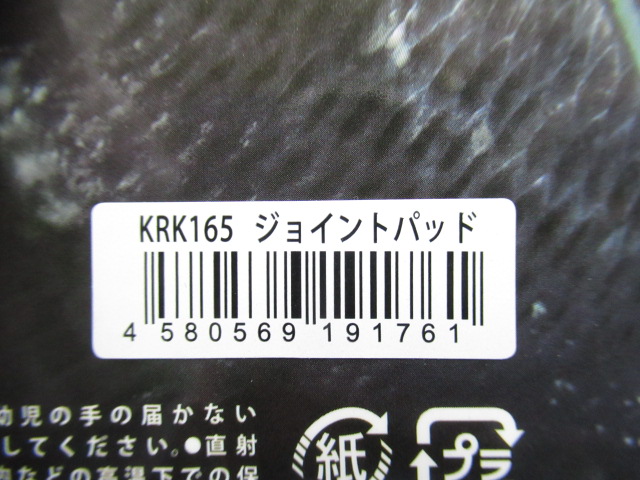 KRK165 ジョイントパッド
4 580569 191761
幼児の手の届かない
してください。●直射
などの高温下での保
紙
プラ